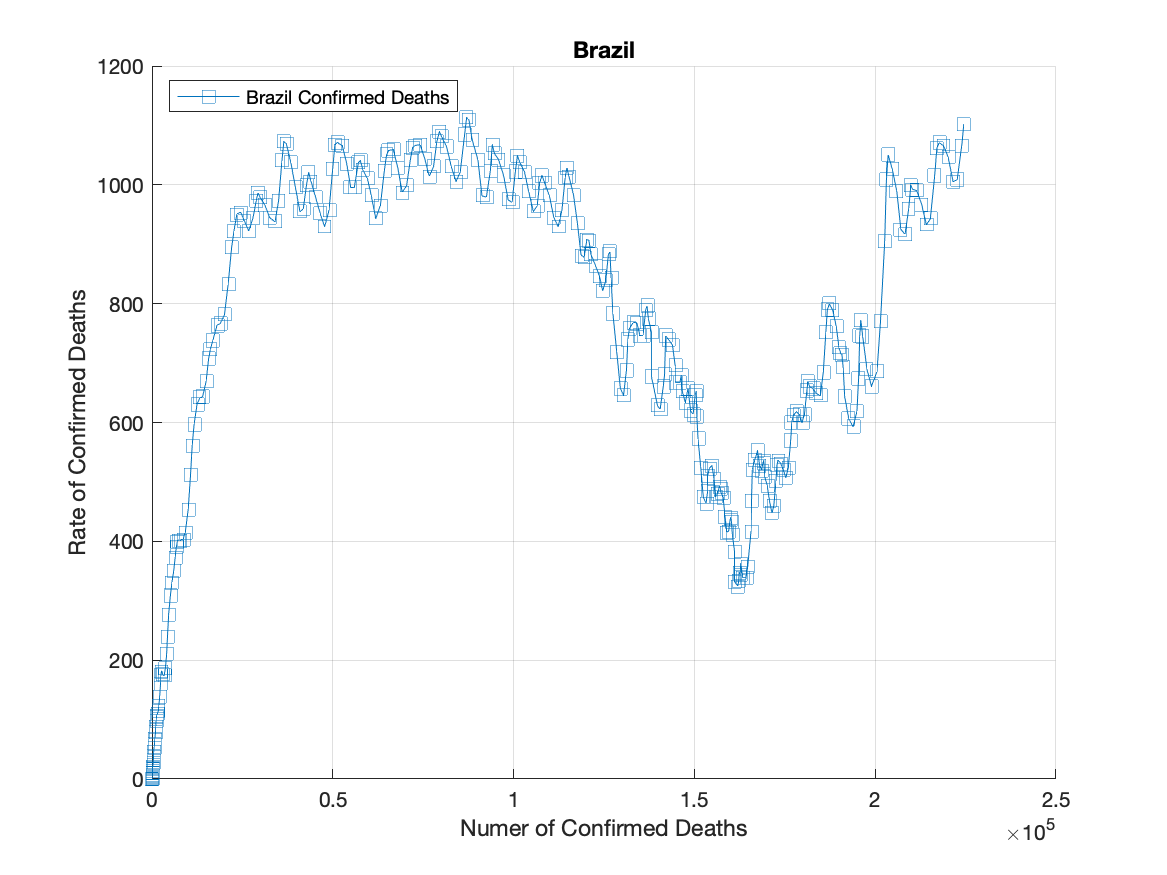 Brazil
Brazil Confirmed Deaths
Rate of Confirmed Deaths
1200
1000
800
600
400
200
0
0 0.5 1 1.5 2 2.5
Numer of Confirmed Deaths
×10^5